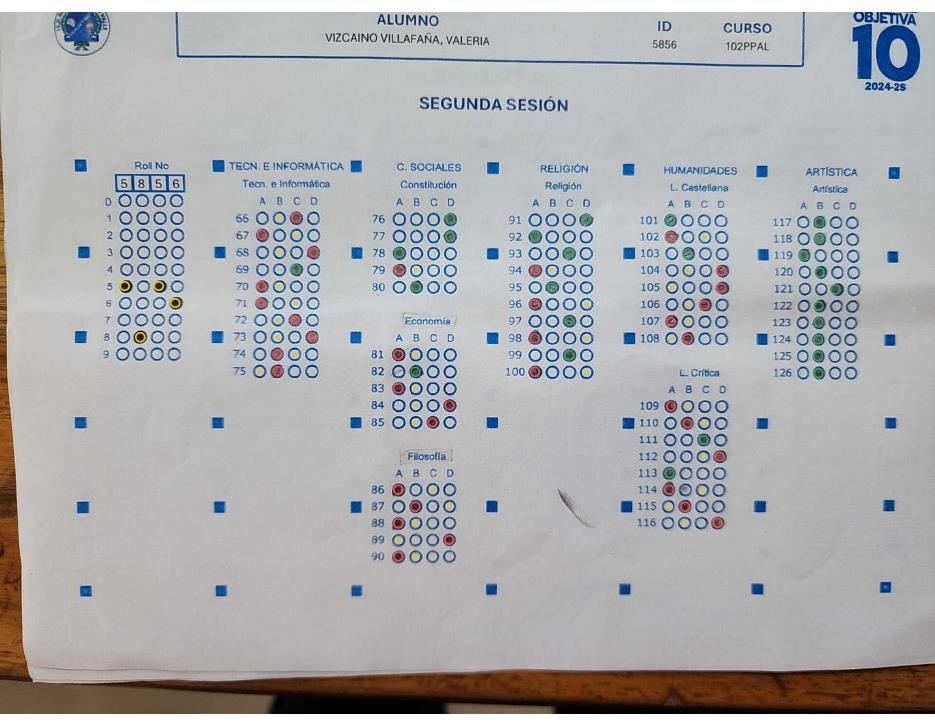 ALUMNO
VIZCAINO VILLAFAÑA, VALERIA
ID
5856
CURSO
102PPAL
OBJETIVA
10
2024-2S
SEGUNDA SESIÓN
Roll No
5 8 5 6
0
1
2
3
4
5
6
7
8
9
TECN. E INFORMÁTICA
Tecn. e Informática
A B C D
66
67
68
69
70
71
72
73
74
75
C. SOCIALES
Constitución
A B C D
76
77
78
79
80
Economía
A B C D
81
82
83
84
85
Filosofía
A B C D
86
87
88
89
90
RELIGIÓN
Religión
A B C D
91
92
93
94
95
96
97
98
99
100
HUMANIDADES
L. Castellana
A B C D
101
102
103
104
105
106
107
108
L. Crítica
A B C D
109
110
111
112
113
114
115
116
ARTÍSTICA
Artística
A B C D
117
118
119
120
121
122
123
124
125
126